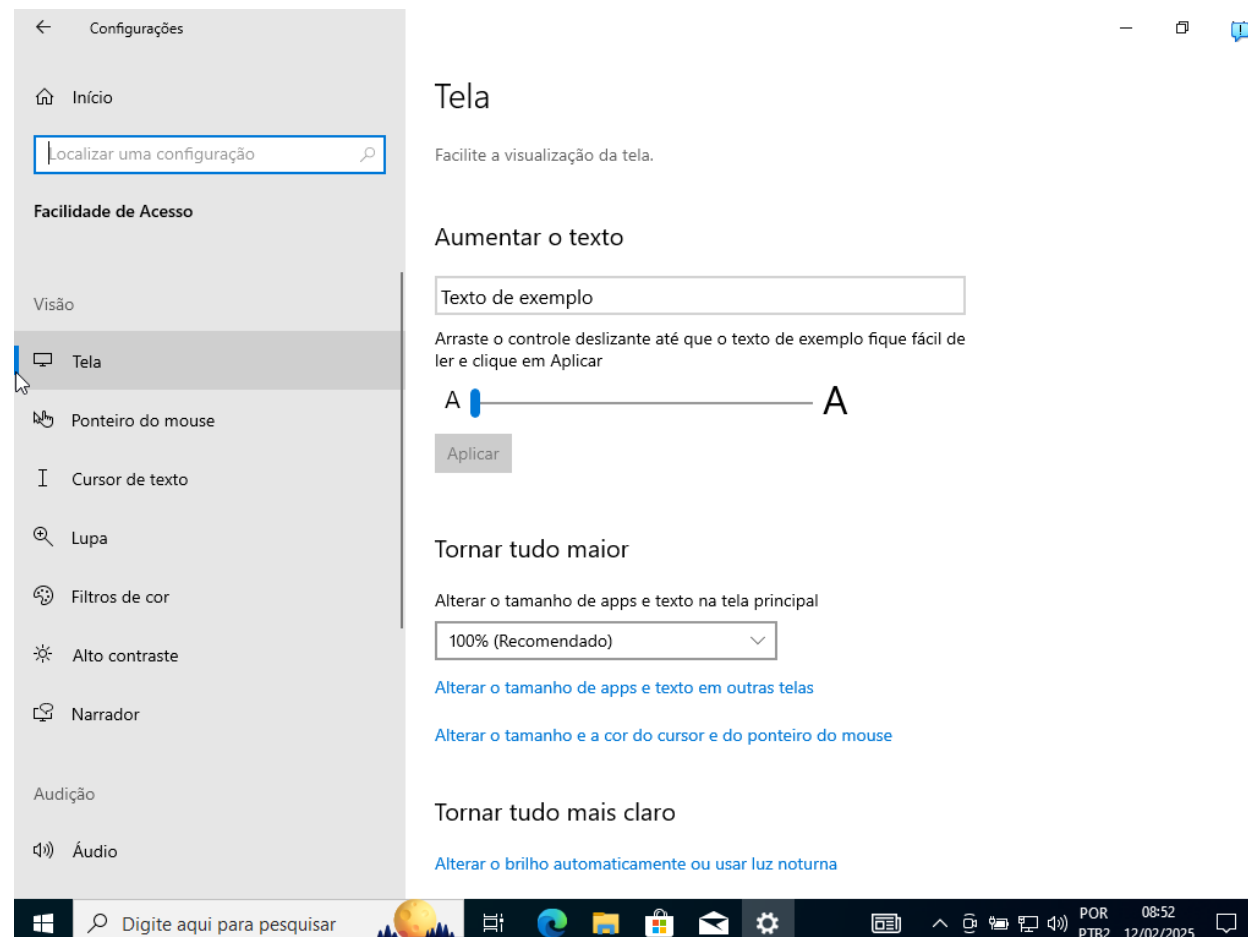 Configurações
Início
Localizar uma configuração
Facilidade de Acesso
Visão
Tela
Ponteiro do mouse
Cursor de texto
Lupa
Filtros de cor
Alto contraste
Narrador
Audição
Áudio
Tela
Facilite a visualização da tela.
Aumentar o texto
Texto de exemplo
Arraste o controle deslizante até que o texto de exemplo fique fácil de
ler e clique em Aplicar
A A
Aplicar
Tornar tudo maior
Alterar o tamanho de apps e texto na tela principal
100% (Recomendado)
Alterar o tamanho de apps e texto em outras telas
Alterar o tamanho e a cor do cursor e do ponteiro do mouse
Tornar tudo mais claro
Alterar o brilho automaticamente ou usar luz noturna
Digite aqui para pesquisar
POR 08:52
PTB2 12/02/2025